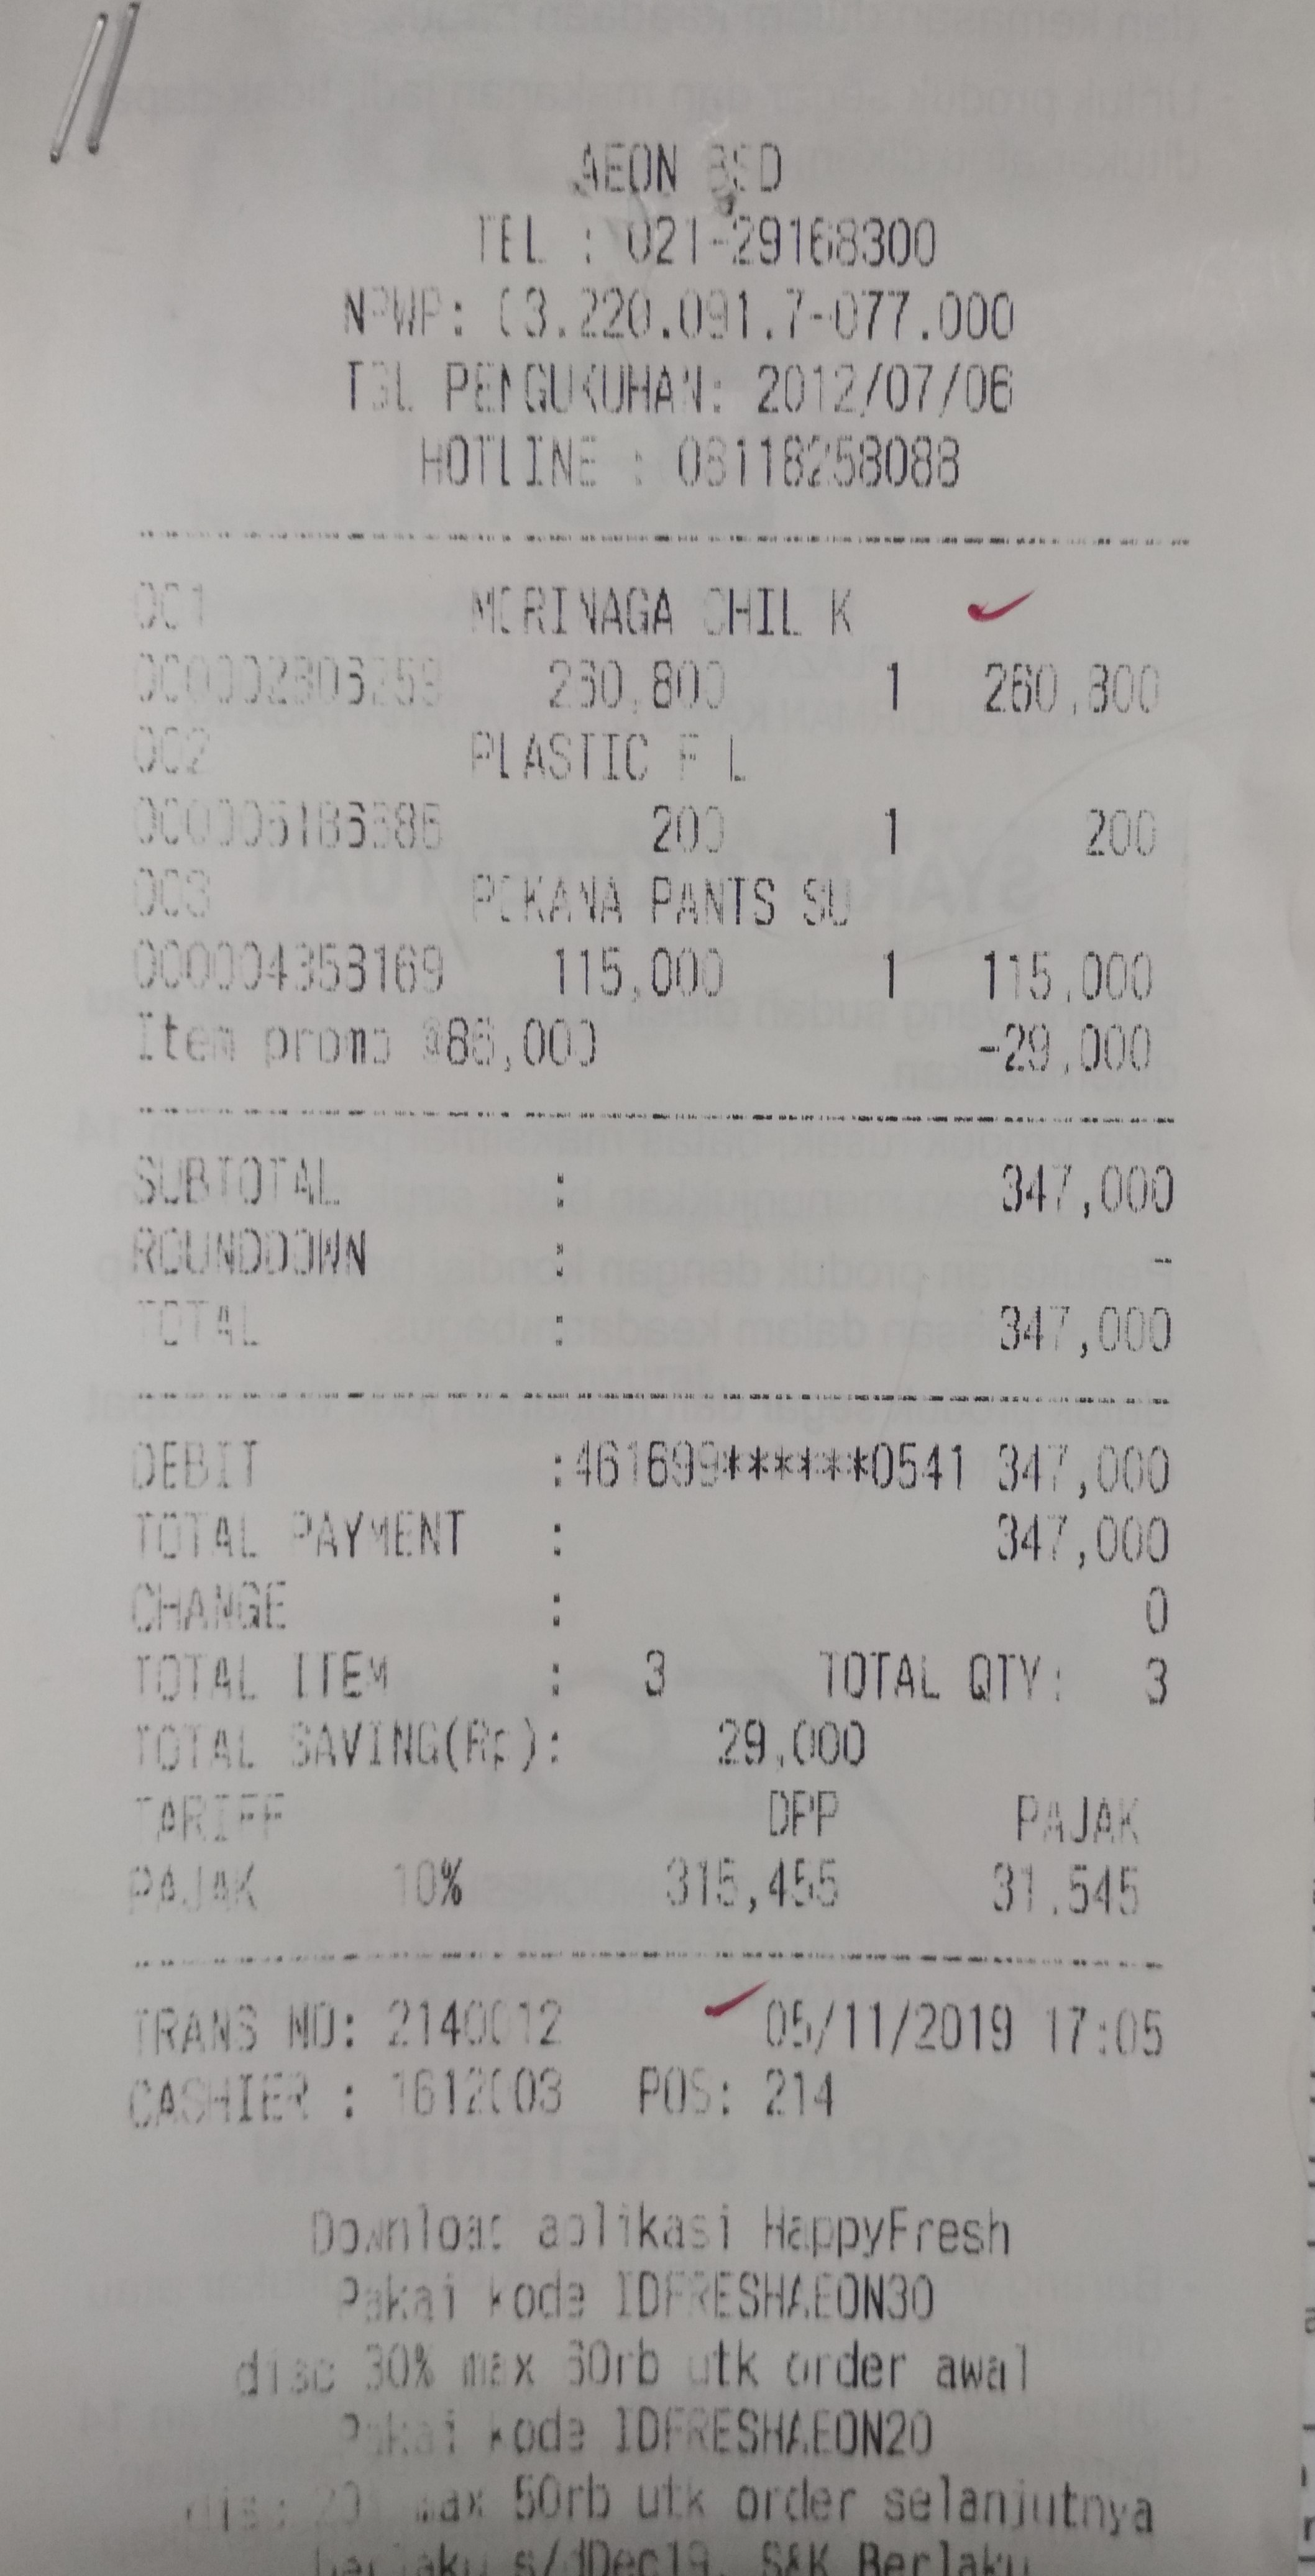 AEON BSD
TEL : 021-29168300
NPWP: 03.220.091.7-077.000
TGL PENGUKUHAN: 2012/07/06
HOTLINE : 08118258088
001 MORINAGA CHIL K
260,800 1 260,800
002 PLASTIC F L
200 1 200
003 POKANA PANTS SU
000004353169 115,000 1 115,000
Item promo @86,000 -29,000
SUBTOTAL : 347,000
ROUNDDOWN : -
TOTAL : 347,000
DEBIT :461699******0541 347,000
TOTAL PAYMENT : 347,000
CHANGE : 0
TOTAL ITEM : 3 TOTAL QTY: 3
TOTAL SAVING(Rp): 29,000
TARIFF DPP PAJAK
PAJAK 10% 315,455 31,545
TRANS NO: 2140012 05/11/2019 17:05
CASHIER : 1612003 POS: 214
Download aplikasi HappyFresh
Pakai kode IDFRESHAEON30
disc 30% max 60rb utk order awal
Pakai kode IDFRESHAEON20
disc 20% max 50rb utk order selanjutnya
berlaku s/dDec19. S&K Berlaku